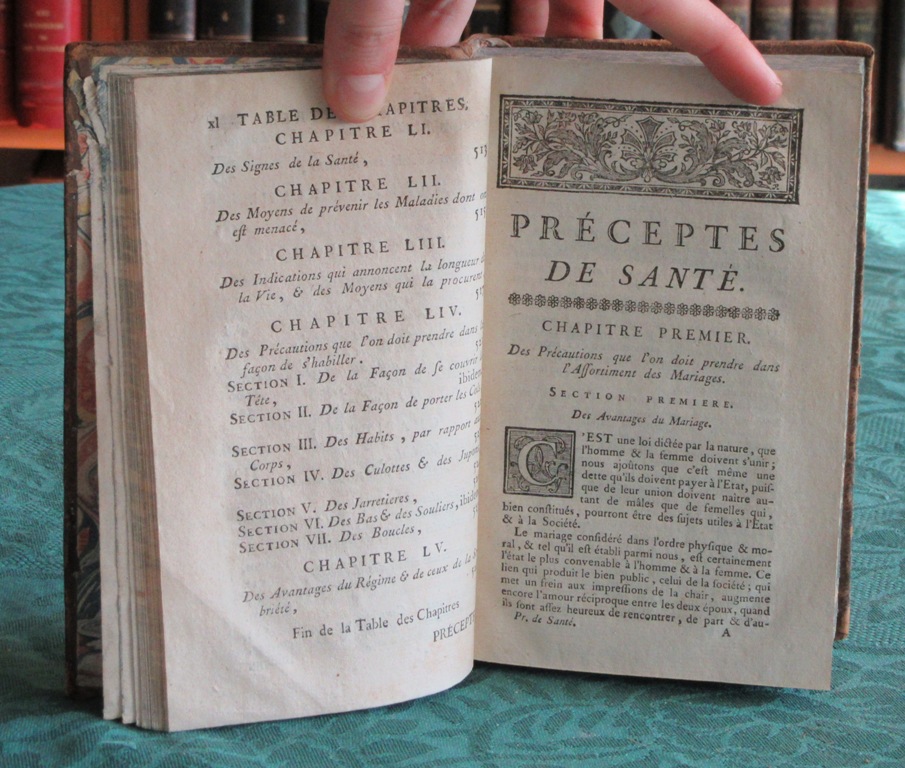 xl TABLE DES CHAPITRES,
CHAPITRE LI.
Des Signes de la Santé, 513
CHAPITRE LII.
Des Moyens de prévenir les Maladies dont on
est menacé, 515
CHAPITRE LIII.
Des Indications qui annoncent la longueur de
la Vie, & des Moyens qui la procurent
CHAPITRE LIV.
Des Précautions que l'on doit prendre dans
façon de s'habiller.
SECTION I. De la Façon de se couvrir
Tête, ibidem
SECTION II. De la Façon de porter les
SECTION III. Des Habits, par rapport
Corps,
SECTION IV. Des Culottes & des
SECTION V. Des Jarretieres,
SECTION VI. Des Bas & des Souliers, ibidem
SECTION VII. Des Boucles,
CHAPITRE LV.
Des Avantages du Régime & de ceux de la
briété,
Fin de la Table des Chapitres
PRÉCEPTES
PRÉCEPTES
DE SANTÉ.
CHAPITRE PREMIER.
Des Précautions que l'on doit prendre dans
l'Assortiment des Mariages.
SECTION PREMIERE.
Des Avantages du Mariage.
C'EST une loi dictée par la nature, que
l'homme & la femme doivent s'unir;
nous ajoutons que c'est même une
dette qu'ils doivent payer à l'Etat, puis-
que de leur union doivent naitre au-
tant de mâles que de femelles qui,
bien constitués, pourront être des sujets utiles à l'Etat
& à la Société.
Le mariage considéré dans l'ordre physique & mo-
ral, & tel qu'il est établi parmi nous, est certainement
l'état le plus convenable à l'homme & à la femme. Ce
lien qui produit le bien public, celui de la société; qui
met un frein aux impressions de la chair, augmente
encore l'amour réciproque entre les deux époux, quand
ils sont assez heureux de rencontrer, de part & d'au-
Pr. de Santé. A